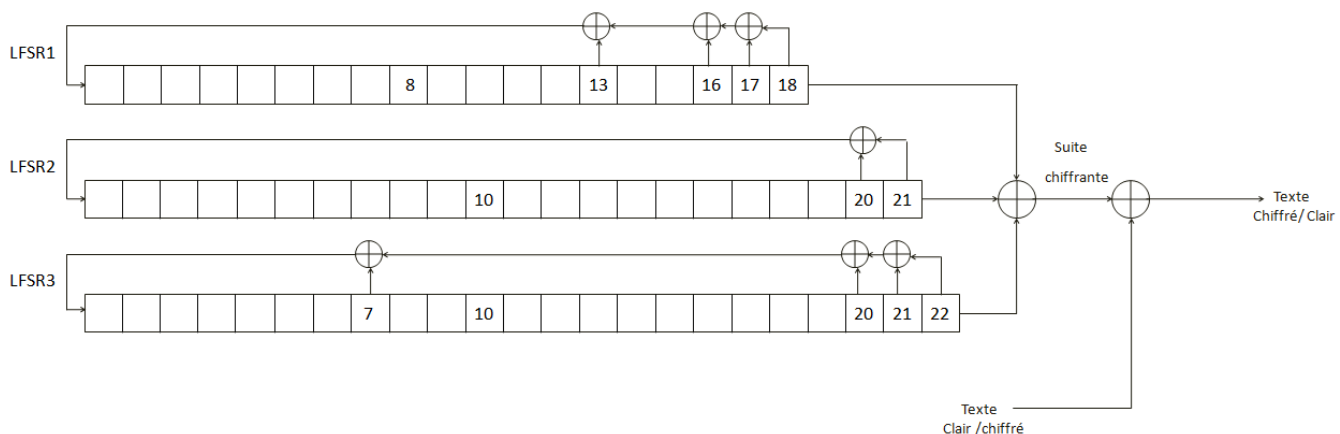 LFSR1
8 13 16 17 18
LFSR2
10 20 21
Suite
chiffrante
Texte
Chiffré/ Clair
LFSR3
7 10 20 21 22
Texte
Clair /chiffré